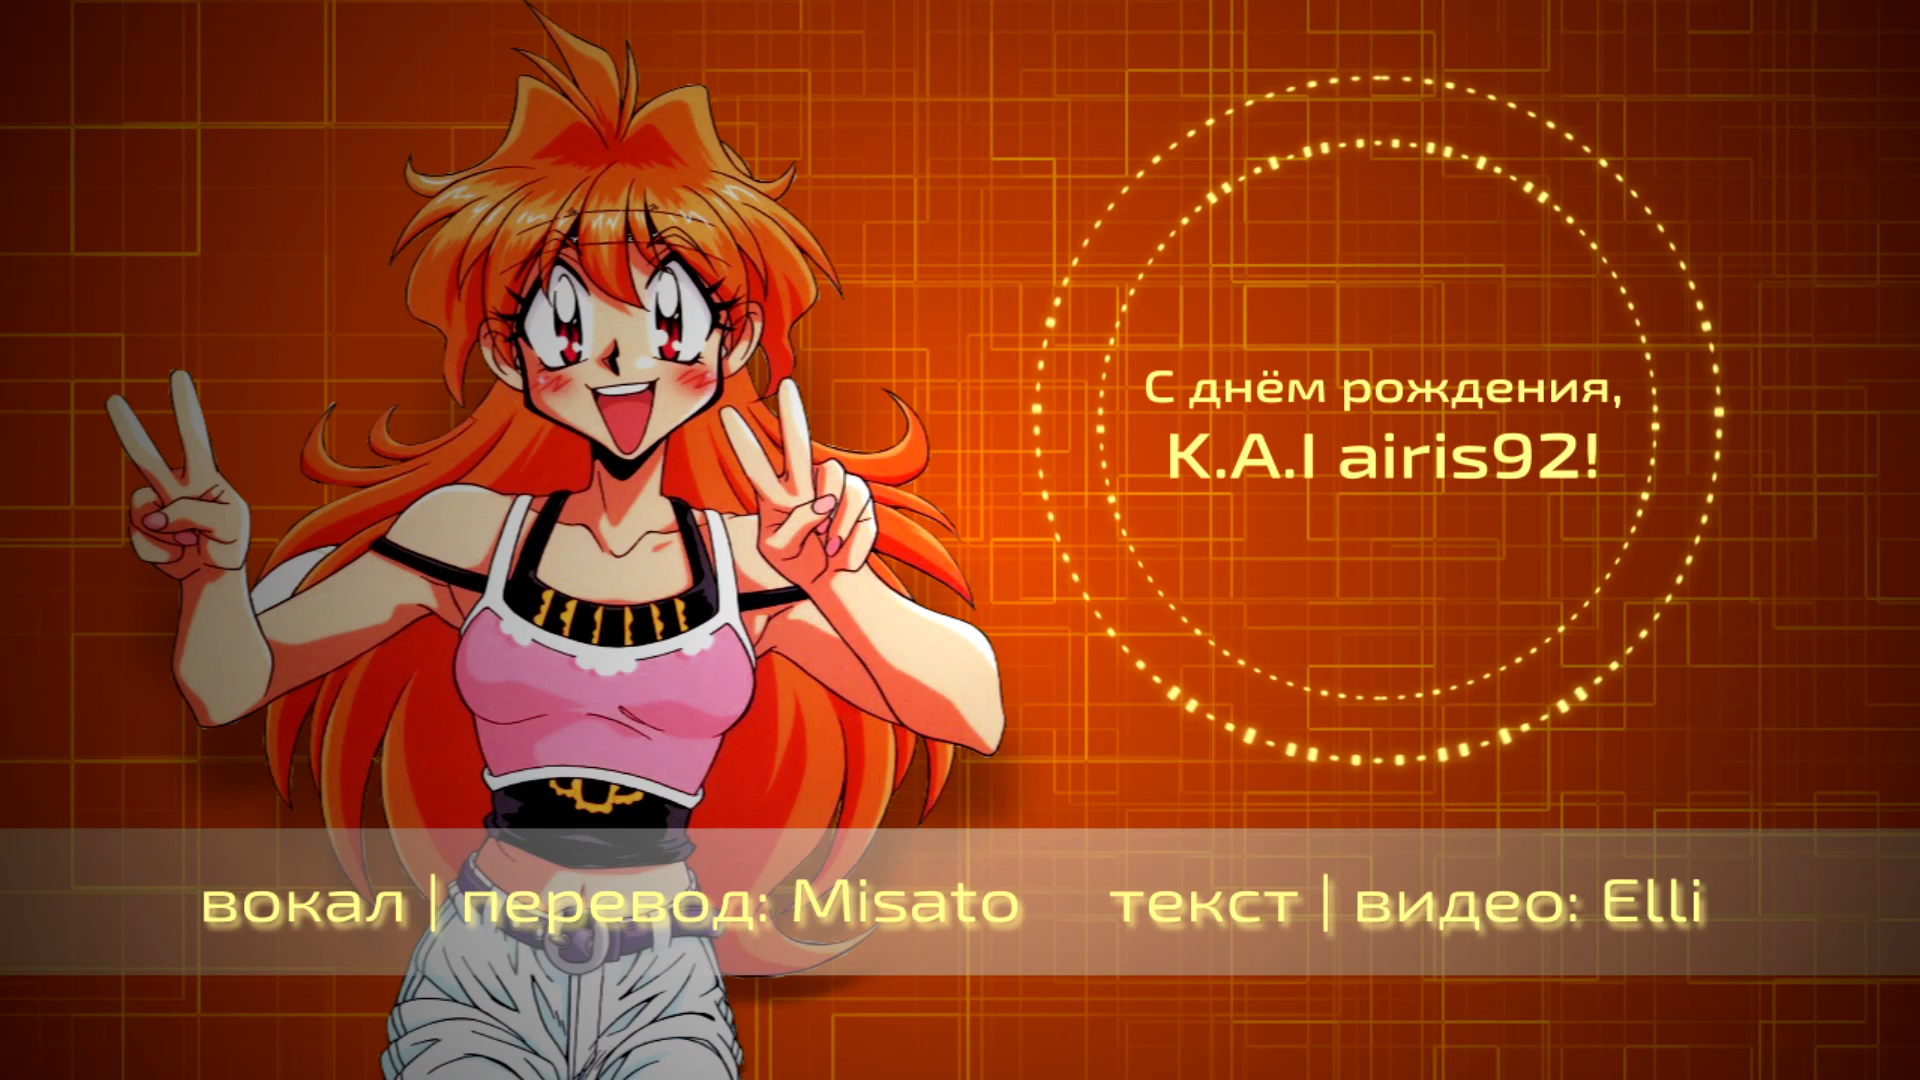 С днём рождения,
K.A.I airis92!
вокал | перевод: Misato текст | видео: Elli